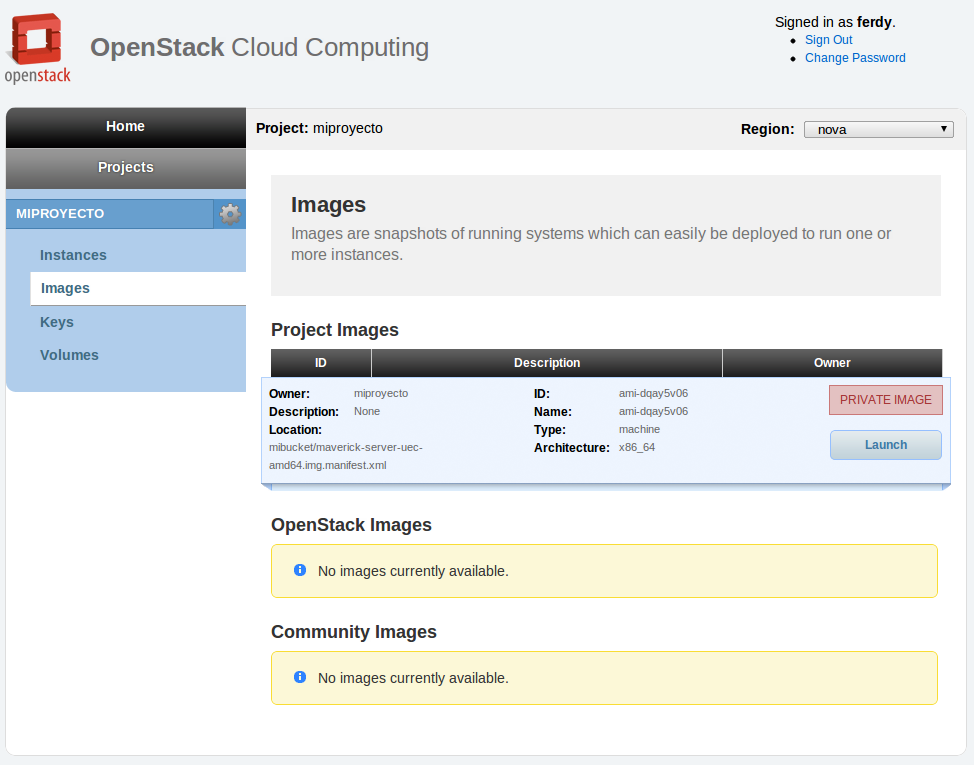 openstack
OpenStack Cloud Computing
Signed in as ferdy.
Sign Out
Change Password
Home
Projects
MIPROYECTO
Instances
Images
Keys
Volumes
Project: miproyecto
Region: nova
Images
Images are snapshots of running systems which can easily be deployed to run one or
more instances.
Project Images
ID Description Owner
Owner: miproyecto
Description: None
Location:
mibucket/maverick-server-uec-
amd64.img.manifest.xml
ID: ami-dqay5v06
Name: ami-dqay5v06
Type: machine
Architecture: x86_64
PRIVATE IMAGE
Launch
OpenStack Images
No images currently available.
Community Images
No images currently available.